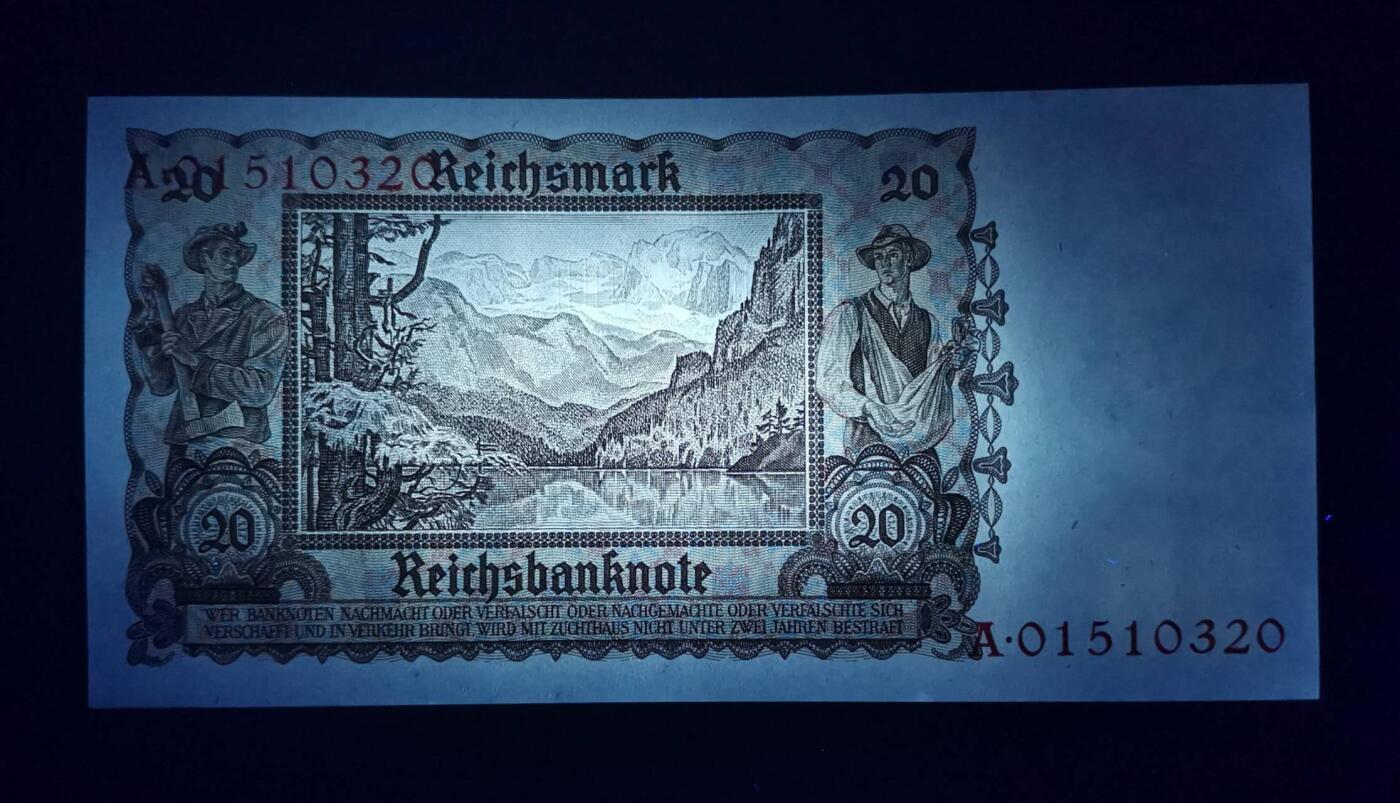 A·01510320 Reichsmark
20 20
20 20
Reichsbanknote
WER BANKNOTEN NACHMACHT ODER VERFÄLSCHT ODER NACHGEMACHTE ODER VERFÄLSCHTE SICH
VERSCHAFFT UND IN VERKEHR BRINGT, WIRD MIT ZUCHTHAUS NICHT UNTER ZWEI JAHREN BESTRAFT
A·01510320